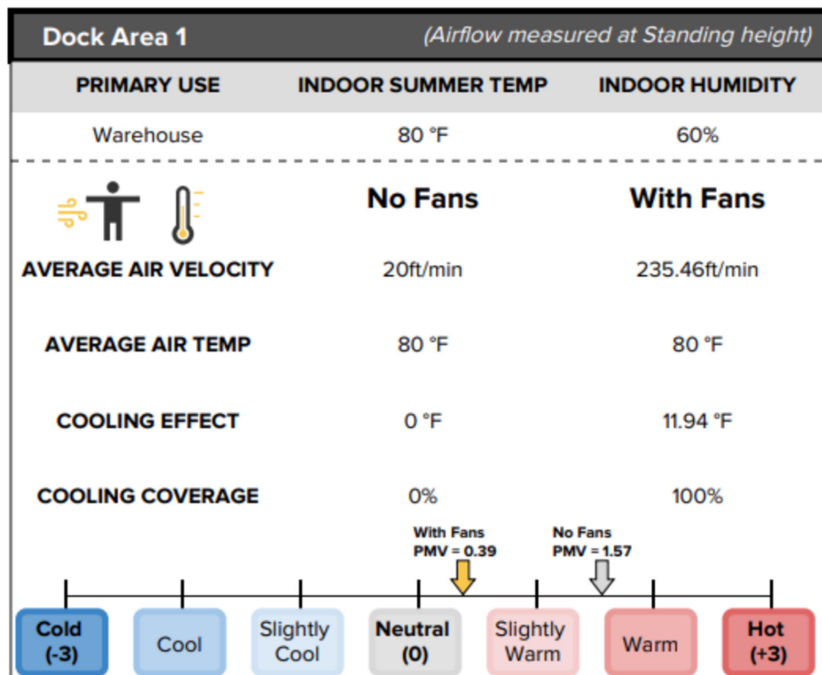 Dock Area 1 (Airflow measured at Standing height)
PRIMARY USE INDOOR SUMMER TEMP INDOOR HUMIDITY
Warehouse 80 °F 60%
No Fans With Fans
AVERAGE AIR VELOCITY 20ft/min 235.46ft/min
AVERAGE AIR TEMP 80 °F 80 °F
COOLING EFFECT 0 °F 11.94 °F
COOLING COVERAGE 0% 100%
With Fans No Fans
PMV = 0.39 PMV = 1.57
Cold Cool Slightly Neutral Slightly Warm Hot
(-3) Cool (0) Warm (+3)